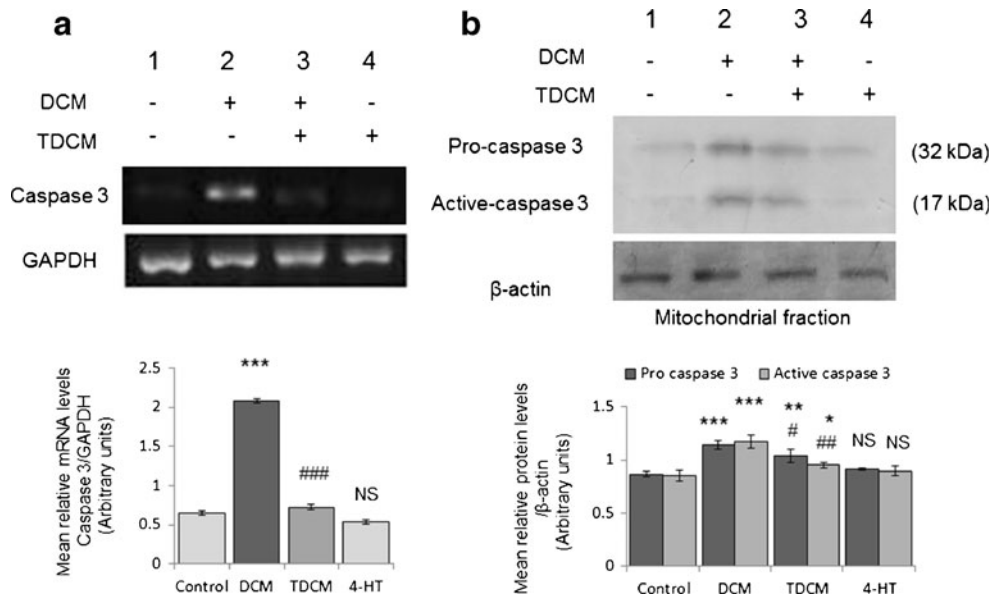 a
1 2 3 4
DCM - + + -
TDCM - - + +
Caspase 3
GAPDH
Mean relative mRNA levels
Caspase 3/GAPDH
(Arbitrary units)
2.5
2
1.5
1
0.5
0
***
###
NS
Control DCM TDCM 4-HT
b
1 2 3 4
DCM - + + -
TDCM - + +
Pro-caspase 3 (32 kDa)
Active-caspase 3 (17 kDa)
β-actin
Mitochondrial fraction
Mean relative protein levels
/β-actin
(Arbitrary units)
Pro caspase 3 Active caspase 3
1.5
1
0.5
0
*** *** ** *
# ## NS NS
Control DCM TDCM 4-HT